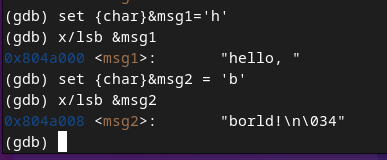 (gdb) set {char}&msg1='h'
(gdb) x/lsb &msg1
0x804a000 <msg1>:       "hello, "
(gdb) set {char}&msg2 = 'b'
(gdb) x/lsb &msg2
0x804a008 <msg2>:       "borld!\n\034"
(gdb)